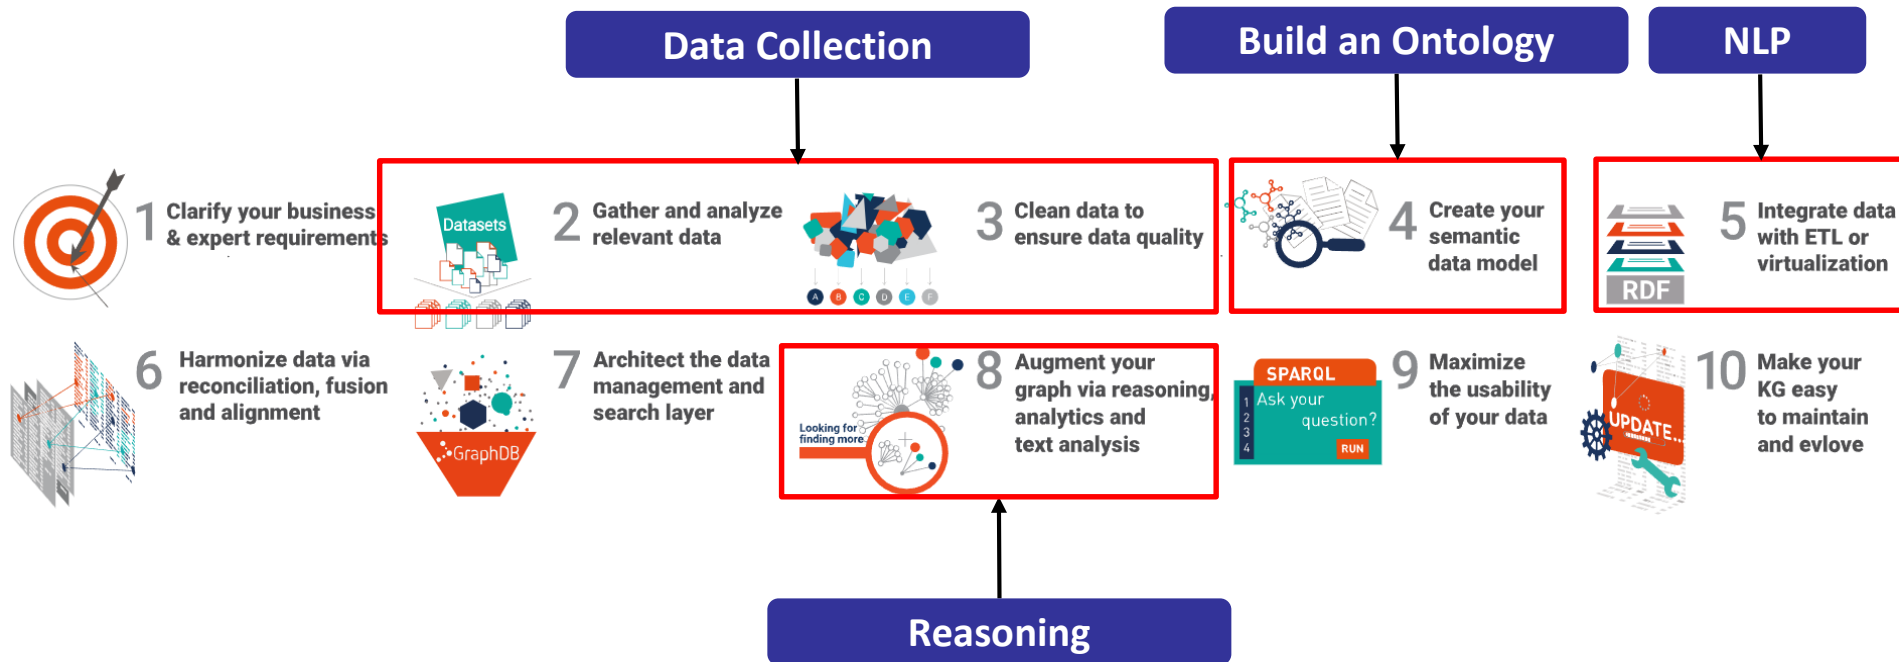 Data Collection
Build an Ontology
NLP
1 Clarify your business
& expert requirements
Datasets
2 Gather and analyze
relevant data
A B C D E F
3 Clean data to
ensure data quality
4 Create your
semantic
data model
RDF
5 Integrate data
with ETL or
virtualization
6 Harmonize data via
reconciliation, fusion
and alignment
GraphDB
7 Architect the data
management and
search layer
Looking for
finding more
8 Augment your
graph via reasoning,
analytics and
text analysis
SPARQL
1 Ask your
2 question?
3
4 RUN
9 Maximize
the usability
of your data
UPDATE...
10 Make your
KG easy
to maintain
and evlove
Reasoning